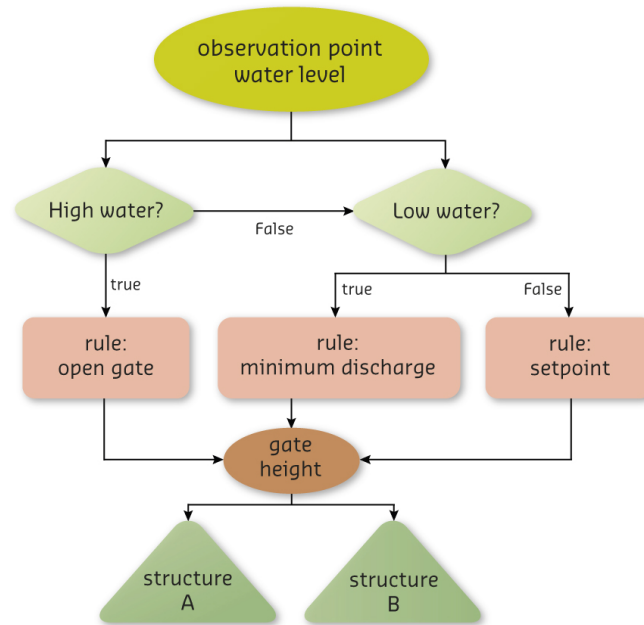 observation point
water level
High water?
False
Low water?
true
true
False
rule:
open gate
rule:
minimum discharge
rule:
setpoint
gate
height
structure
A
structure
B